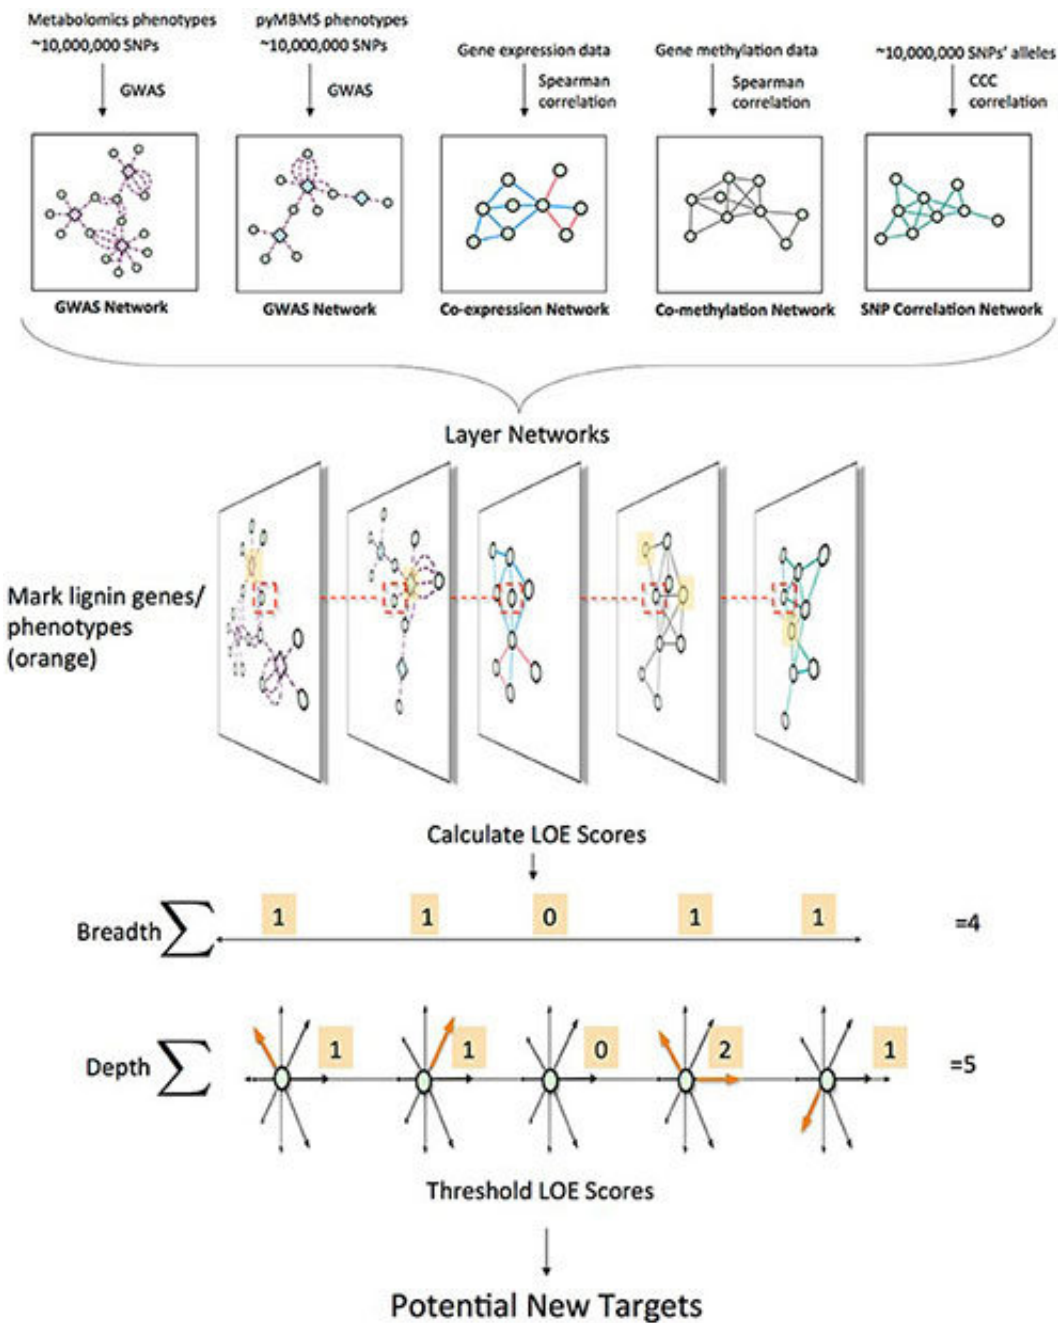 Metabolomics phenotypes
~10,000,000 SNPs
GWAS
pyMBMS phenotypes
~10,000,000 SNPs
GWAS
Gene expression data
Spearman
correlation
Gene methylation data
Spearman
correlation
~10,000,000 SNPs' alleles
CCC
correlation
GWAS Network
GWAS Network
Co-expression Network
Co-methylation Network
SNP Correlation Network
Layer Networks
Mark lignin genes/
phenotypes
(orange)
Calculate LOE Scores
Breadth ∑ 1 1 0 1 1 =4
Depth ∑ 1 1 0 2 1 =5
Threshold LOE Scores
Potential New Targets